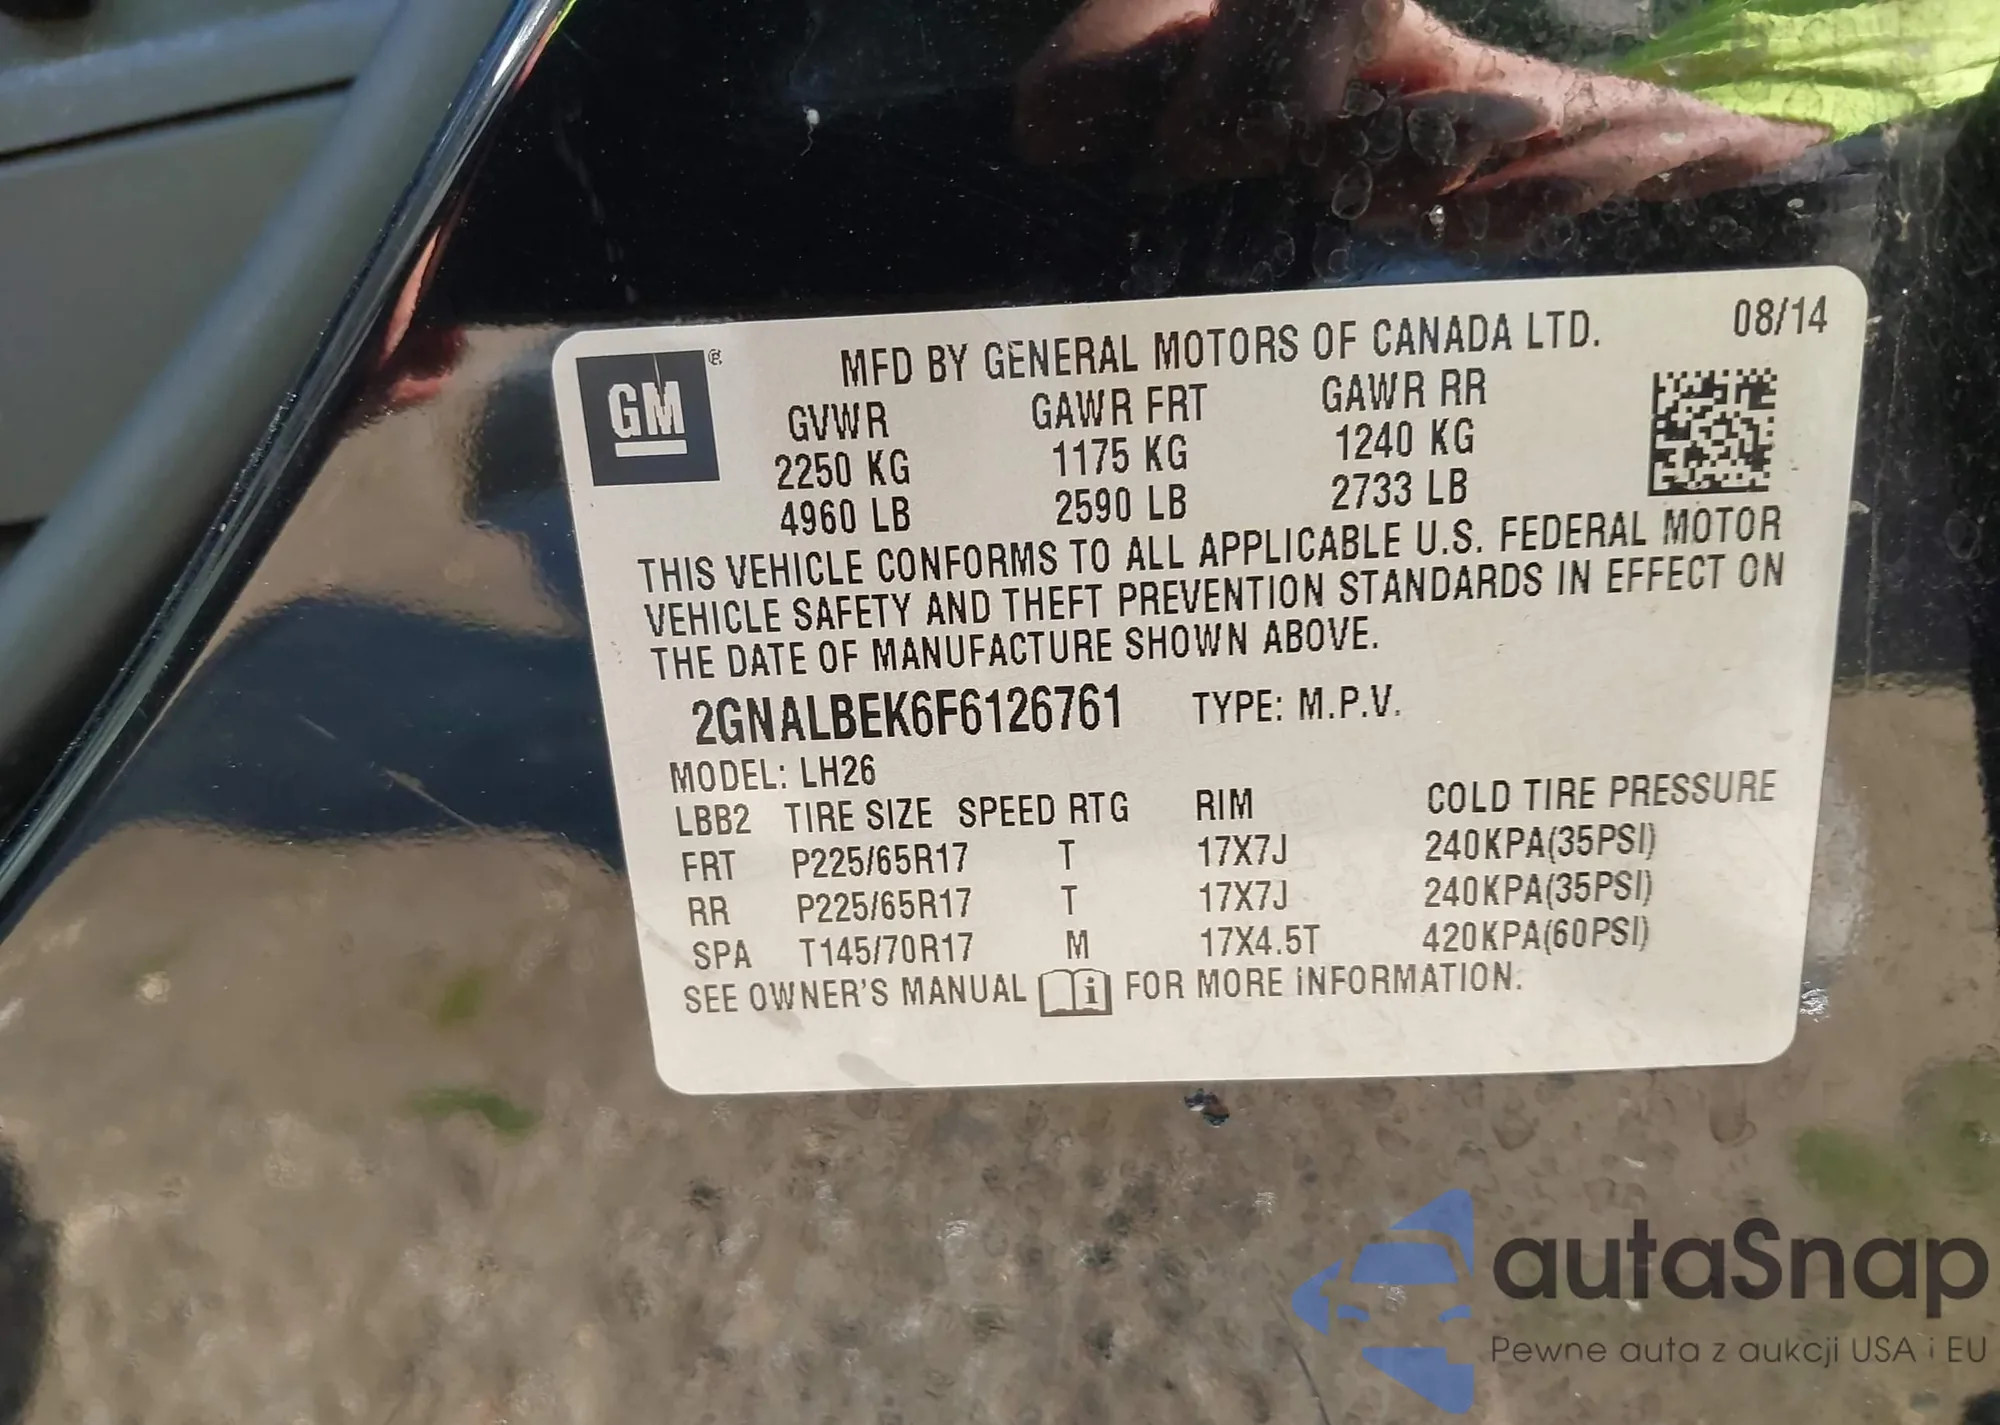 GM ®
MFD BY GENERAL MOTORS OF CANADA LTD. 08/14
GVWR GAWR FRT GAWR RR
2250 KG 1175 KG 1240 KG
4960 LB 2590 LB 2733 LB
THIS VEHICLE CONFORMS TO ALL APPLICABLE U.S. FEDERAL MOTOR
VEHICLE SAFETY AND THEFT PREVENTION STANDARDS IN EFFECT ON
THE DATE OF MANUFACTURE SHOWN ABOVE.
2GNALBEK6F6126761 TYPE: M.P.V.
MODEL: LH26
LBB2 TIRE SIZE SPEED RTG RIM COLD TIRE PRESSURE
FRT P225/65R17 T 17X7J 240KPA(35PSI)
RR P225/65R17 T 17X7J 240KPA(35PSI)
SPA T145/70R17 M 17X4.5T 420KPA(60PSI)
SEE OWNER'S MANUAL i FOR MORE INFORMATION.
autaSnap
Pewne auta z aukcji USA i EU